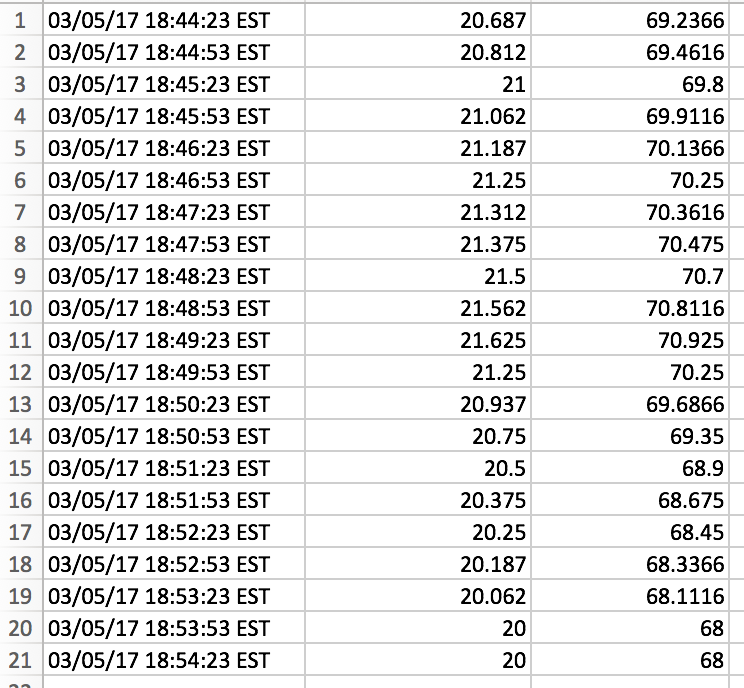 1 03/05/17 18:44:23 EST 20.687 69.2366
2 03/05/17 18:44:53 EST 20.812 69.4616
3 03/05/17 18:45:23 EST 21 69.8
4 03/05/17 18:45:53 EST 21.062 69.9116
5 03/05/17 18:46:23 EST 21.187 70.1366
6 03/05/17 18:46:53 EST 21.25 70.25
7 03/05/17 18:47:23 EST 21.312 70.3616
8 03/05/17 18:47:53 EST 21.375 70.475
9 03/05/17 18:48:23 EST 21.5 70.7
10 03/05/17 18:48:53 EST 21.562 70.8116
11 03/05/17 18:49:23 EST 21.625 70.925
12 03/05/17 18:49:53 EST 21.25 70.25
13 03/05/17 18:50:23 EST 20.937 69.6866
14 03/05/17 18:50:53 EST 20.75 69.35
15 03/05/17 18:51:23 EST 20.5 68.9
16 03/05/17 18:51:53 EST 20.375 68.675
17 03/05/17 18:52:23 EST 20.25 68.45
18 03/05/17 18:52:53 EST 20.187 68.3366
19 03/05/17 18:53:23 EST 20.062 68.1116
20 03/05/17 18:53:53 EST 20 68
21 03/05/17 18:54:23 EST 20 68